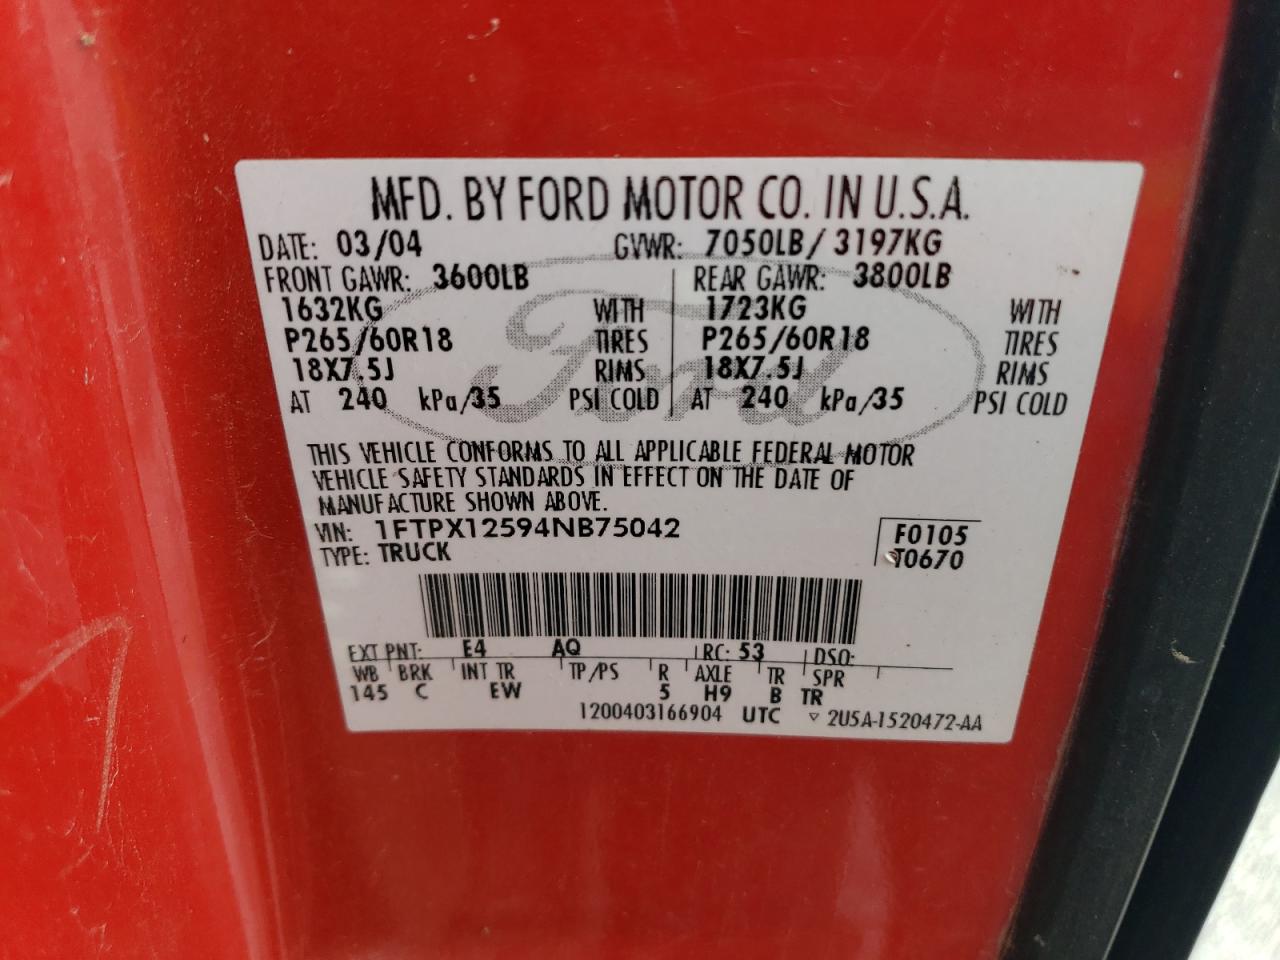 MFD. BY FORD MOTOR CO. IN U.S.A.
DATE: 03/04 GVWR: 7050LB/ 3197KG
FRONT GAWR: 3600LB REAR GAWR: 3800LB
1632KG WITH 1723KG WITH
P265/60R18 TIRES P265/60R18 TIRES
18X7.5J RIMS 18X7.5J RIMS
AT 240 kPa/35 PSI COLD AT 240 kPa/35 PSI COLD
Ford
THIS VEHICLE CONFORMS TO ALL APPLICABLE FEDERAL MOTOR
VEHICLE SAFETY STANDARDS IN EFFECT ON THE DATE OF
MANUFACTURE SHOWN ABOVE.
VIN: 1FTPX12594NB75042 F0105
TYPE: TRUCK T0670
EXT PNT: E4 AQ RC: 53 DSO:
WB BRK INT TR TP/PS R AXLE TR SPR
145 C EW 5 H9 B TR
1200403166904 UTC ▽ 2U5A-1520472-AA